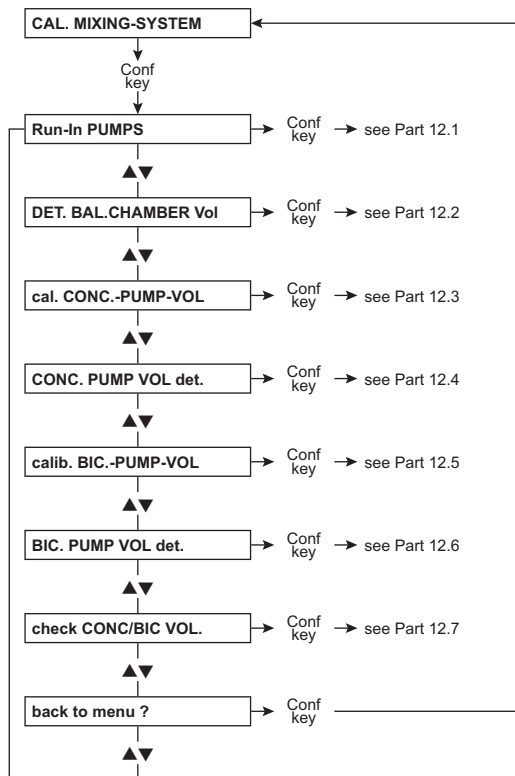 CAL. MIXING-SYSTEM
Conf
key
Run-In PUMPS
Conf
key
see Part 12.1
▲▼
DET. BAL.CHAMBER Vol
Conf
key
see Part 12.2
▲▼
cal. CONC.-PUMP-VOL
Conf
key
see Part 12.3
▲▼
CONC. PUMP VOL det.
Conf
key
see Part 12.4
▲▼
calib. BIC.-PUMP-VOL
Conf
key
see Part 12.5
▲▼
BIC. PUMP VOL det.
Conf
key
see Part 12.6
▲▼
check CONC/BIC VOL.
Conf
key
see Part 12.7
▲▼
back to menu ?
Conf
key
▲▼